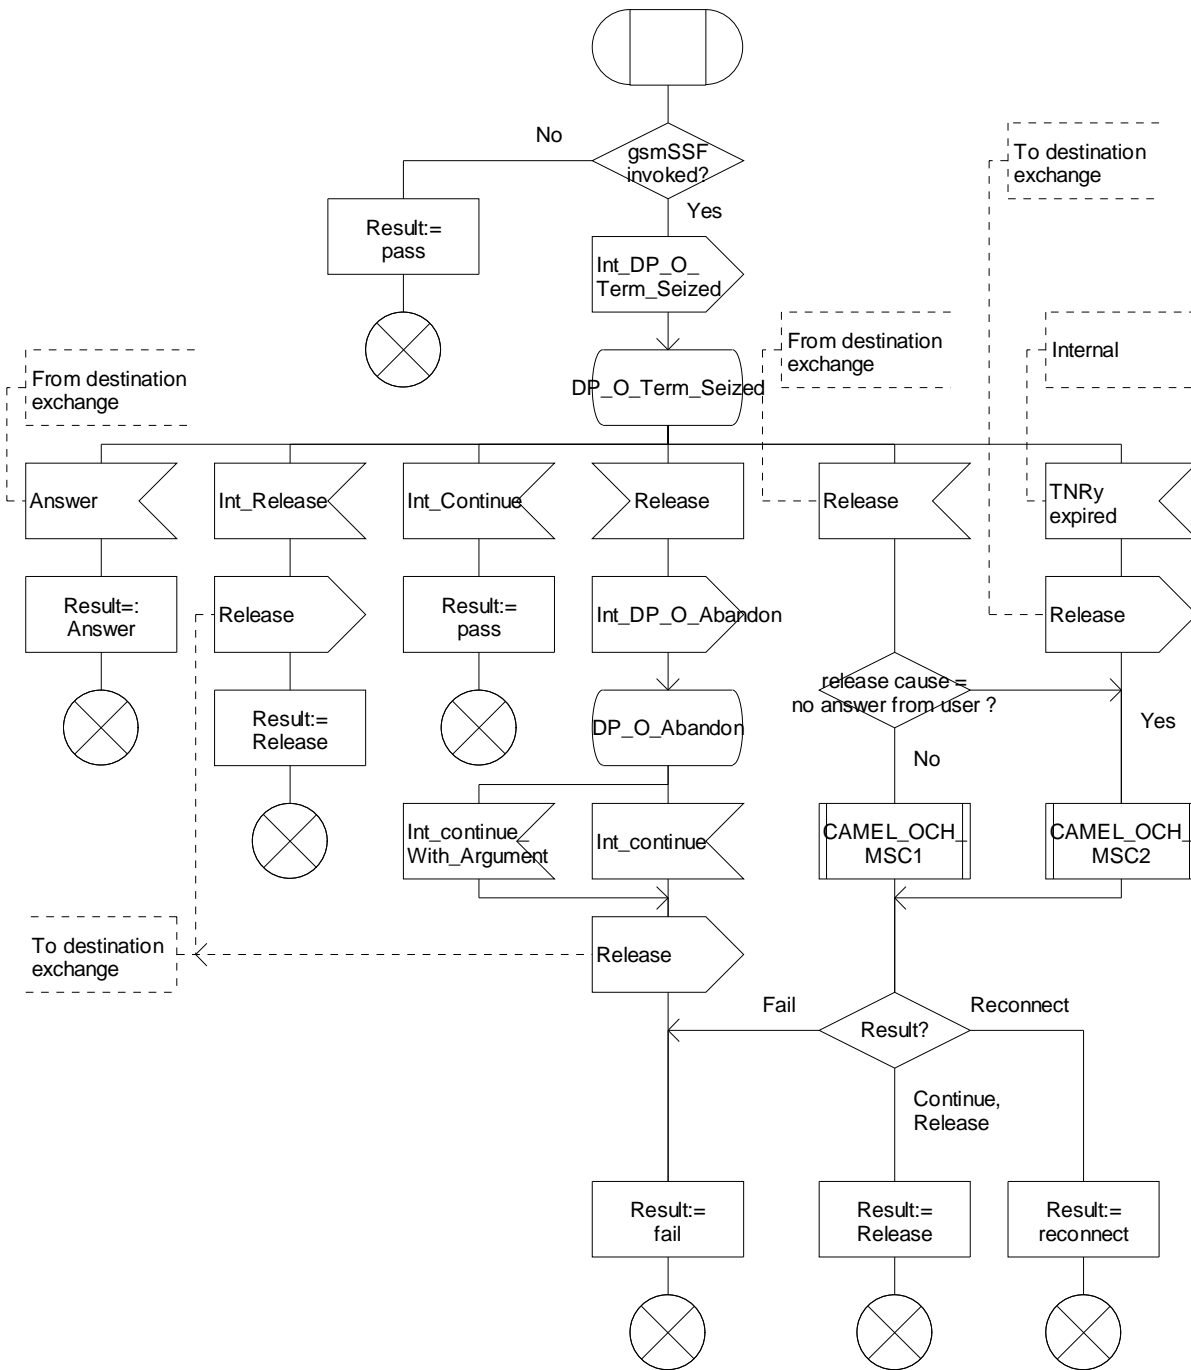 No
gsmSSF
invoked?
To destination
exchange
Yes
Result:=
pass
Int_DP_O_
Term_Seized
From destination
exchange
Internal
From destination
exchange
DP_O_Term_Seized
Answer
Int_Release
Int_Continue
Release
Release
TNRy
expired
Result=:
Answer
Release
Result:=
pass
Int_DP_O_Abandon
Release
release cause =
no answer from user ?
Result:=
Release
DP_O_Abandon
Yes
No
Int_continue_
With_Argument
Int_continue
CAMEL_OCH_
MSC1
CAMEL_OCH_
MSC2
To destination
exchange
Release
Fail
Reconnect
Result?
Continue,
Release
Result:=
fail
Result:=
Release
Result:=
reconnect